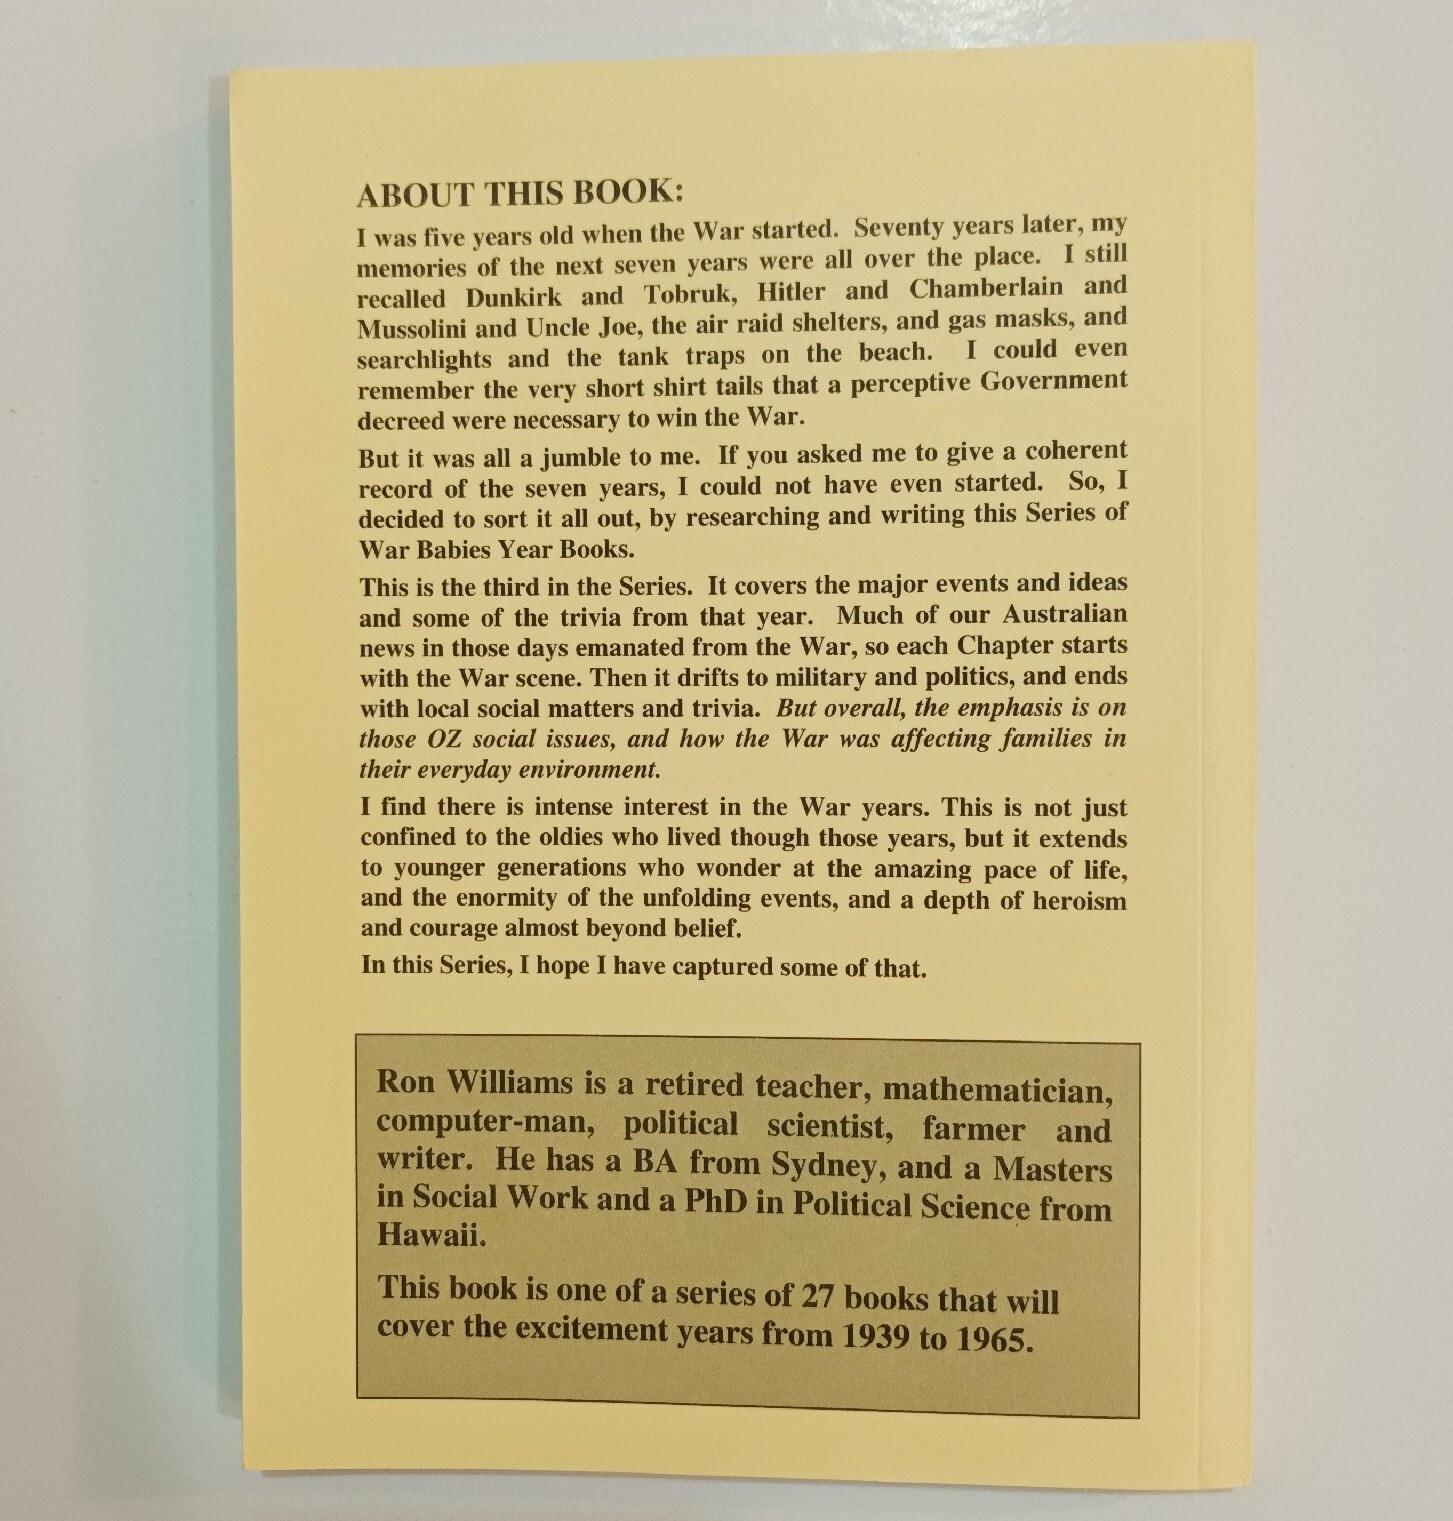 ABOUT THIS BOOK:
I was five years old when the War started. Seventy years later, my
memories of the next seven years were all over the place. I still
recalled Dunkirk and Tobruk, Hitler and Chamberlain and
Mussolini and Uncle Joe, the air raid shelters, and gas masks, and
searchlights and the tank traps on the beach. I could even
remember the very short shirt tails that a perceptive Government
decreed were necessary to win the War.
But it was all a jumble to me. If you asked me to give a coherent
record of the seven years, I could not have even started. So, I
decided to sort it all out, by researching and writing this Series of
War Babies Year Books.
This is the third in the Series. It covers the major events and ideas
and some of the trivia from that year. Much of our Australian
news in those days emanated from the War, so each Chapter starts
with the War scene. Then it drifts to military and politics, and ends
with local social matters and trivia. But overall, the emphasis is on
those OZ social issues, and how the War was affecting families in
their everyday environment.
I find there is intense interest in the War years. This is not just
confined to the oldies who lived though those years, but it extends
to younger generations who wonder at the amazing pace of life,
and the enormity of the unfolding events, and a depth of heroism
and courage almost beyond belief.
In this Series, I hope I have captured some of that.
Ron Williams is a retired teacher, mathematician,
computer-man, political scientist, farmer and
writer. He has a BA from Sydney, and a Masters
in Social Work and a PhD in Political Science from
Hawaii.
This book is one of a series of 27 books that will
cover the excitement years from 1939 to 1965.